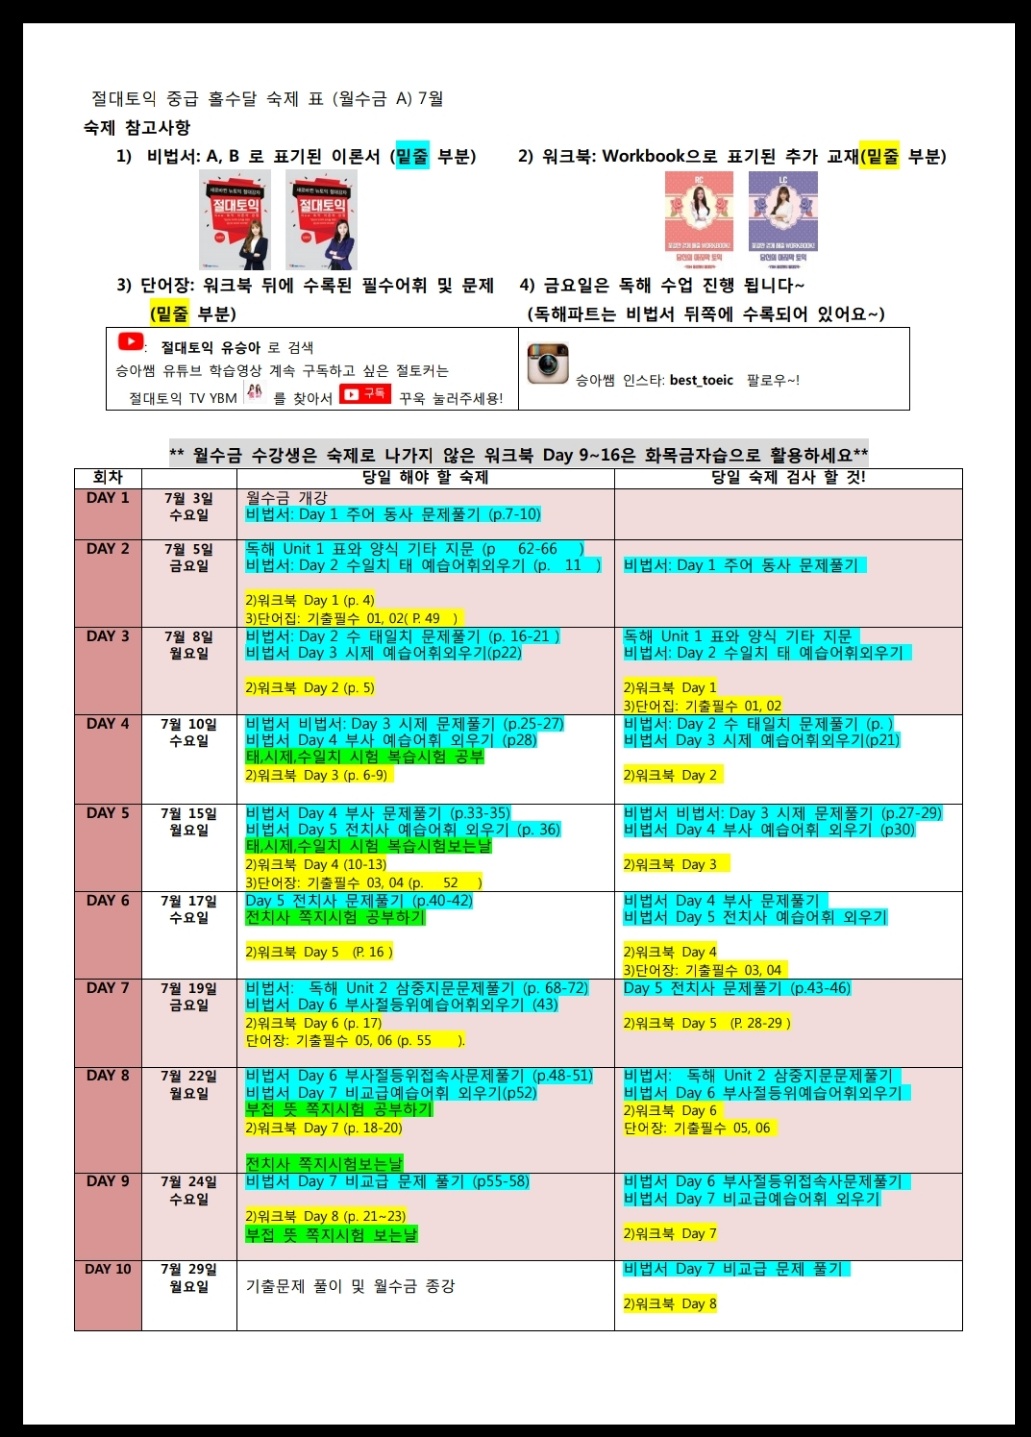 절대토익 중급 홀수달 숙제 표 (월수금 A) 7월
숙제 참고사항
1) 비법서: A, B 로 표기된 이론서 (밑줄 부분)
2) 워크북: Workbook으로 표기된 추가 교재(밑줄 부분)
절대토익
절대토익
RC
LC
3) 단어장: 워크북 뒤에 수록된 필수어휘 및 문제
(밑줄 부분)
4) 금요일은 독해 수업 진행 됩니다~
(독해파트는 비법서 뒤쪽에 수록되어 있어요~)
: 절대토익 유승아 로 검색
승아쌤 유튜브 학습영상 계속 구독하고 싶은 절토커는
절대토익 TV YBM 를 찾아서 구독 꾸욱 눌러주세용!
승아쌤 인스타: best_toeic 팔로우~!
** 월수금 수강생은 숙제로 나가지 않은 워크북 Day 9~16은 화목금자습으로 활용하세요**
회차 당일 해야 할 숙제 당일 숙제 검사 할 것!
DAY 1
7월 3일
수요일
월수금 개강
비법서: Day 1 주어 동사 문제풀기 (p.7-10)
DAY 2
7월 5일
금요일
독해 Unit 1 표와 양식 기타 지문 (p 62-66 )
비법서: Day 2 수일치 태 예습어휘외우기 (p. 11 )
2)워크북 Day 1 (p. 4)
3)단어집: 기출필수 01, 02( P. 49 )
비법서: Day 1 주어 동사 문제풀기
DAY 3
7월 8일
월요일
비법서: Day 2 수 태일치 문제풀기 (p. 16-21 )
비법서 Day 3 시제 예습어휘외우기(p22)
2)워크북 Day 2 (p. 5)
독해 Unit 1 표와 양식 기타 지문
비법서: Day 2 수일치 태 예습어휘외우기
2)워크북 Day 1
3)단어집: 기출필수 01, 02
DAY 4
7월 10일
수요일
비법서 비법서: Day 3 시제 문제풀기 (p.25-27)
비법서 Day 4 부사 예습어휘 외우기 (p28)
태,시제,수일치 시험 복습시험 공부
2)워크북 Day 3 (p. 6-9)
비법서: Day 2 수 태일치 문제풀기 (p. )
비법서 Day 3 시제 예습어휘외우기(p21)
2)워크북 Day 2
DAY 5
7월 15일
월요일
비법서 Day 4 부사 문제풀기 (p.33-35)
비법서 Day 5 전치사 예습어휘 외우기 (p. 36)
태,시제,수일치 시험 복습시험보는날
2)워크북 Day 4 (10-13)
3)단어장: 기출필수 03, 04 (p. 52 )
비법서 비법서: Day 3 시제 문제풀기 (p.27-29)
비법서 Day 4 부사 예습어휘 외우기 (p30)
2)워크북 Day 3
DAY 6
7월 17일
수요일
Day 5 전치사 문제풀기 (p.40-42)
전치사 쪽지시험 공부하기
2)워크북 Day 5 (P. 16 )
비법서 Day 4 부사 문제풀기
비법서 Day 5 전치사 예습어휘 외우기
2)워크북 Day 4
3)단어장: 기출필수 03, 04
DAY 7
7월 19일
금요일
비법서: 독해 Unit 2 삼중지문문제풀기 (p. 68-72)
비법서 Day 6 부사절등위예습어휘외우기 (43)
2)워크북 Day 6 (p. 17)
단어장: 기출필수 05, 06 (p. 55 ).
Day 5 전치사 문제풀기 (p.43-46)
2)워크북 Day 5 (P. 28-29 )
DAY 8
7월 22일
월요일
비법서 Day 6 부사절등위접속사문제풀기 (p.48-51)
비법서 Day 7 비교급예습어휘 외우기(p52)
부접 뜻 쪽지시험 공부하기
2)워크북 Day 7 (p. 18-20)
전치사 쪽지시험보는날
비법서: 독해 Unit 2 삼중지문문제풀기
비법서 Day 6 부사절등위예습어휘외우기
2)워크북 Day 6
단어장: 기출필수 05, 06
DAY 9
7월 24일
수요일
비법서 Day 7 비교급 문제 풀기 (p55-58)
2)워크북 Day 8 (p. 21~23)
부접 뜻 쪽지시험 보는날
비법서 Day 6 부사절등위접속사문제풀기
비법서 Day 7 비교급예습어휘 외우기
2)워크북 Day 7
DAY 10
7월 29일
월요일
기출문제 풀이 및 월수금 종강
비법서 Day 7 비교급 문제 풀기
2)워크북 Day 8